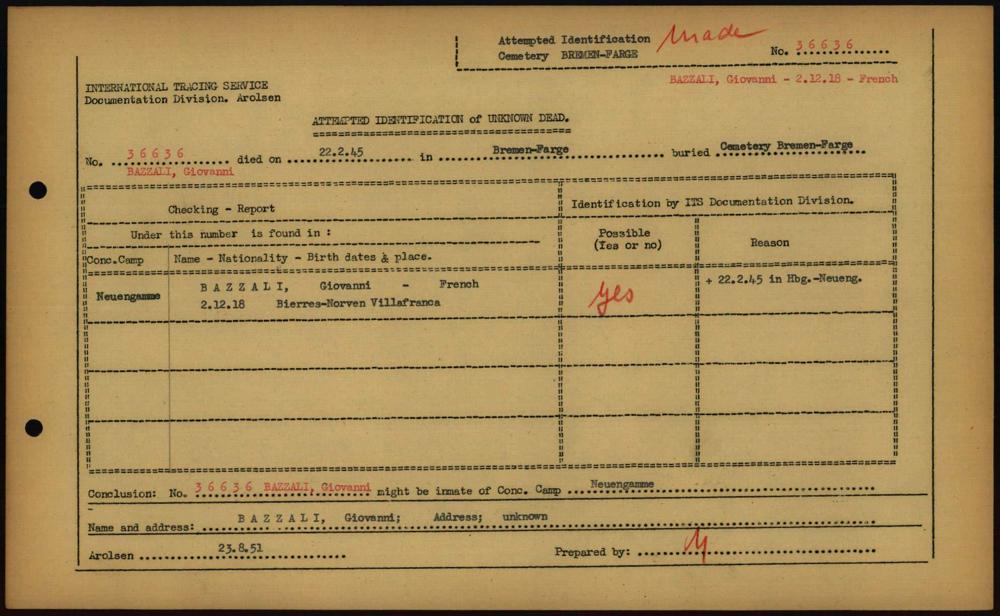 Attempted Identification made
Cemetery BREMEN-FARGE No. 36636
BAZZALI, Giovanni - 2.12.18 - French
INTERNATIONAL TRACING SERVICE
Documentation Division. Arolsen
ATTEMPTED IDENTIFICATION of UNKNOWN DEAD.
No. 36636 died on 22.2.45 in Bremen-Farge buried Cemetery Bremen-Farge
BAZZALI, Giovanni
Checking - Report
Identification by ITS Documentation Division.
Under this number is found in :
Possible
(Yes or no)
Reason
Conc.Camp Name - Nationality - Birth dates & place.
Neuengamme BAZZALI, Giovanni - French
2.12.18 Bierres-Norven Villafranca
yes
+ 22.2.45 in Hbg.-Neueng.
Conclusion: No. 36636 BAZZALI, Giovanni might be inmate of Conc. Camp Neuengamme
Name and address: BAZZALI, Giovanni; Address; unknown
Arolsen 23.8.51 Prepared by: